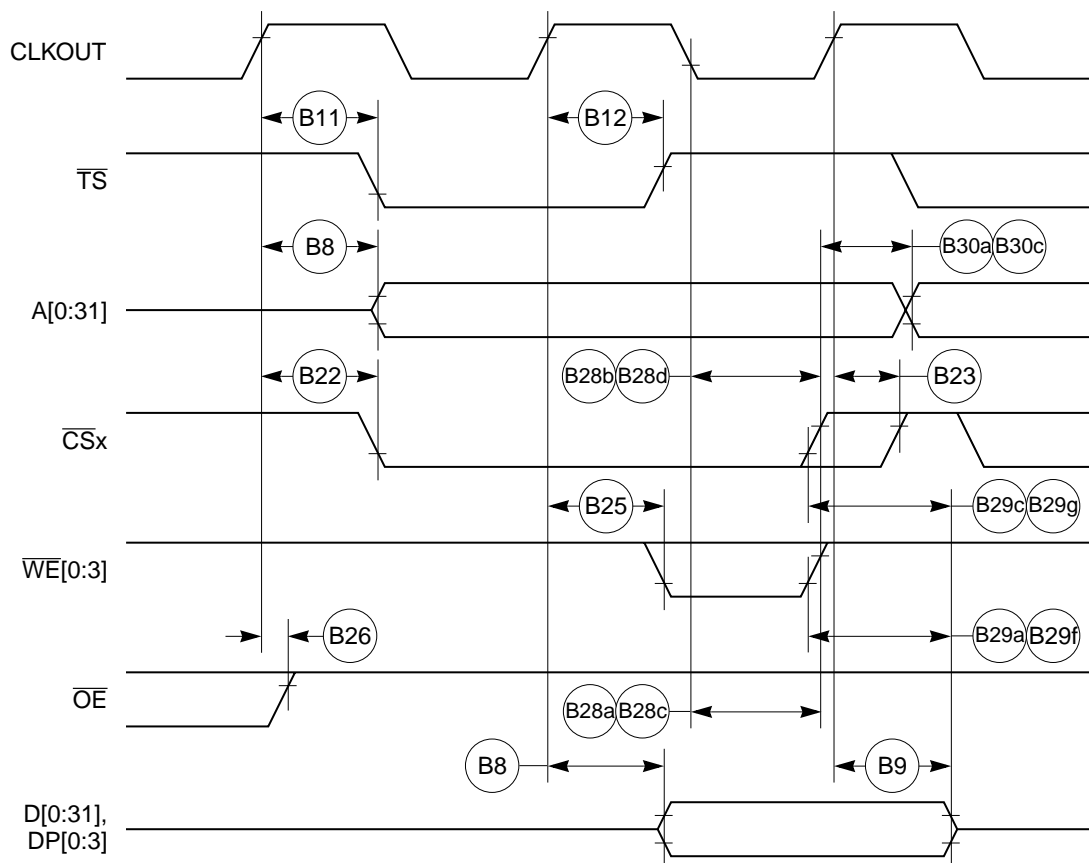 CLKOUT
B11
B12
TS
B8
B30a B30c
A[0:31]
B22
B28b B28d
B23
CSx
B25
B29c B29g
WE[0:3]
B26
B29a B29f
OE
B28a B28c
B8
B9
D[0:31],
DP[0:3]